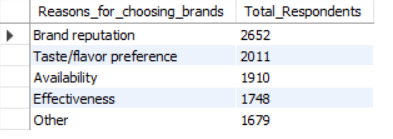 Reasons_for_choosing_brands Total_Respondents
Brand reputation 2652
Taste/flavor preference 2011
Availability 1910
Effectiveness 1748
Other 1679